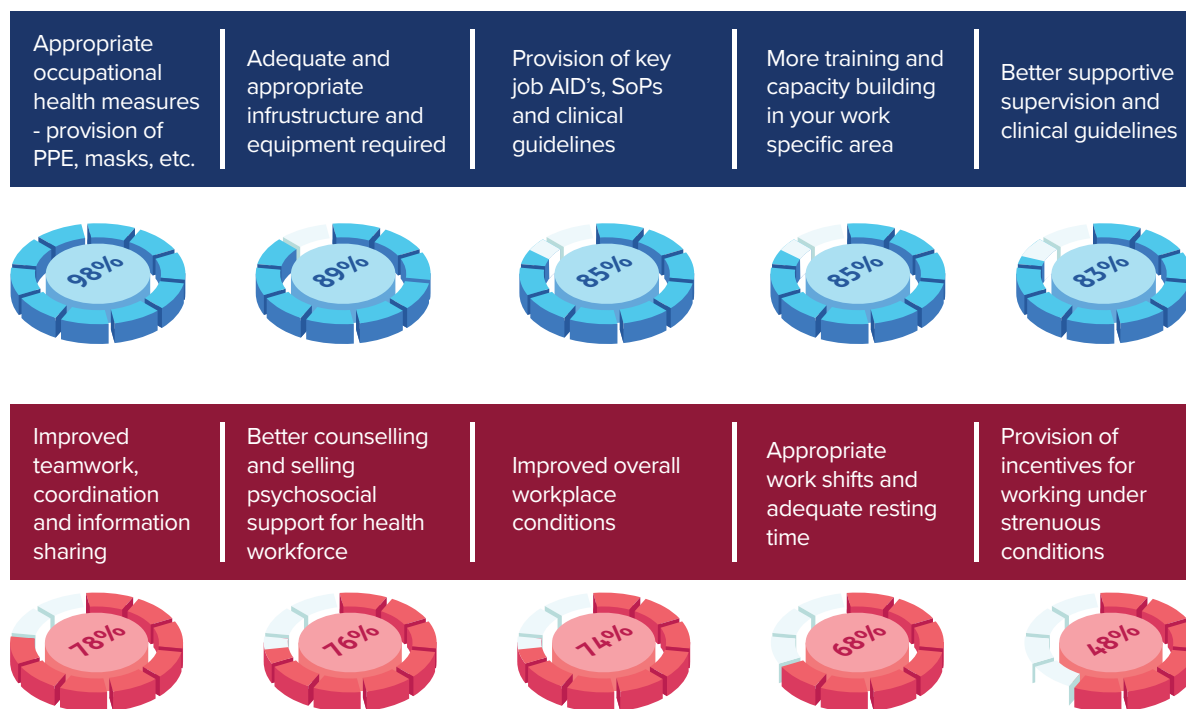 Appropriate
occupational
health measures
- provision of
PPE, masks, etc.
Adequate and
appropriate
infrustructure and
equipment required
Provision of key
job AID's, SoPs
and clinical
guidelines
More training and
capacity building
in your work
specific area
Better supportive
supervision and
clinical guidelines
98%
89%
85%
85%
83%
Improved
teamwork,
coordination
and information
sharing
Better counselling
and selling
psychosocial
support for health
workforce
Improved overall
workplace
conditions
Appropriate
work shifts and
adequate resting
time
Provision of
incentives for
working under
strenuous
conditions
78%
76%
74%
68%
48%